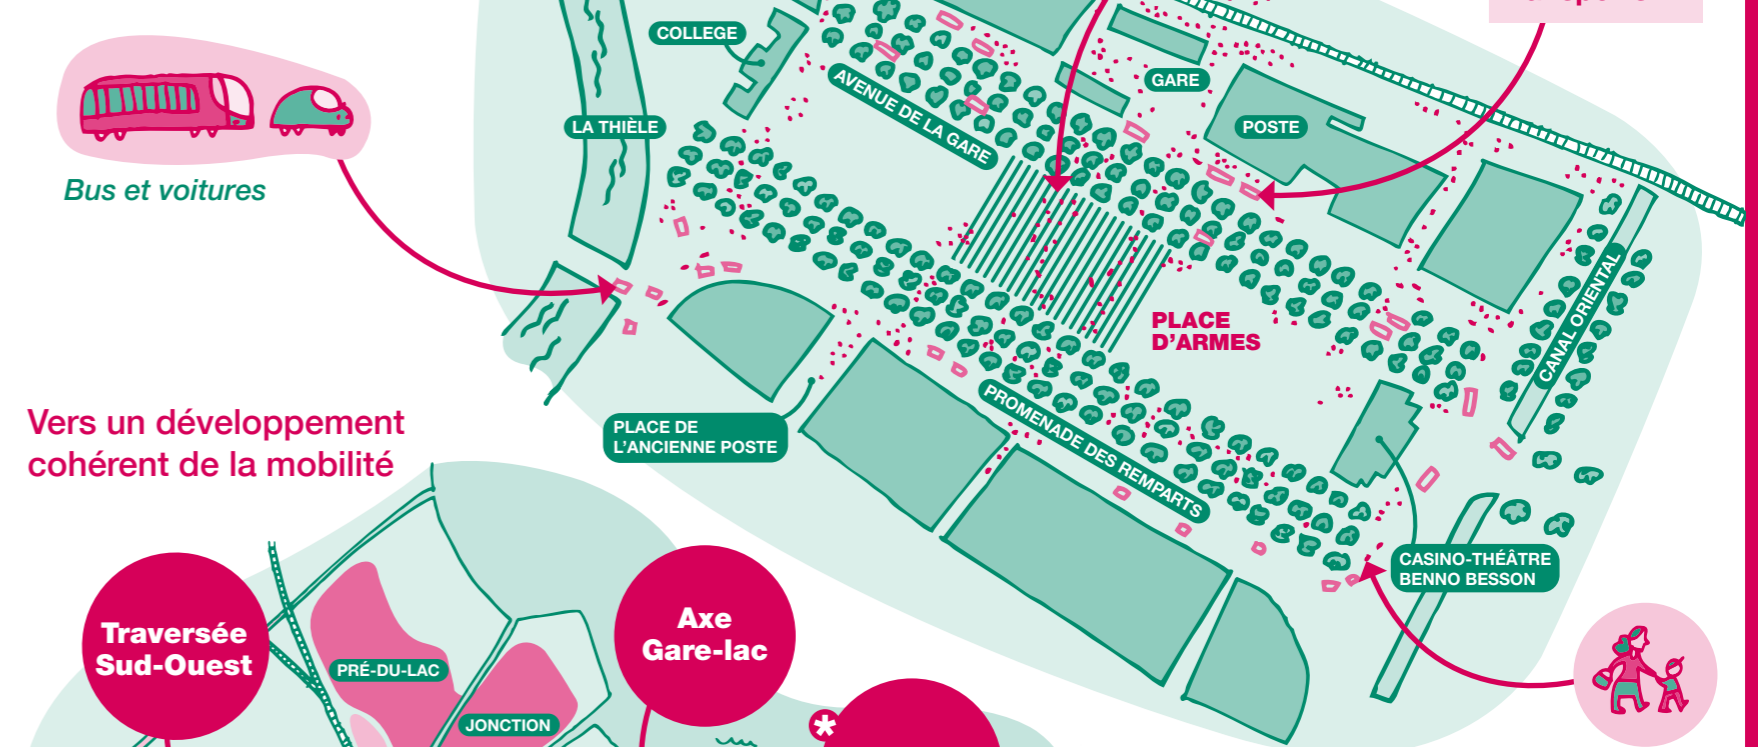 COLLEGE
GARE
AVENUE DE LA GARE
LA THIÈLE
POSTE
Bus et voitures
CANAL ORIENTAL
PLACE
D'ARMES
PROMENADE DES REMPARTS
PLACE DE
L'ANCIENNE POSTE
Vers un développement
cohérent de la mobilité
CASINO-THÉÂTRE
BENNO BESSON
Traversée
Sud-Ouest
Axe
Gare-lac
PRÉ-DU-LAC
JONCTION
*